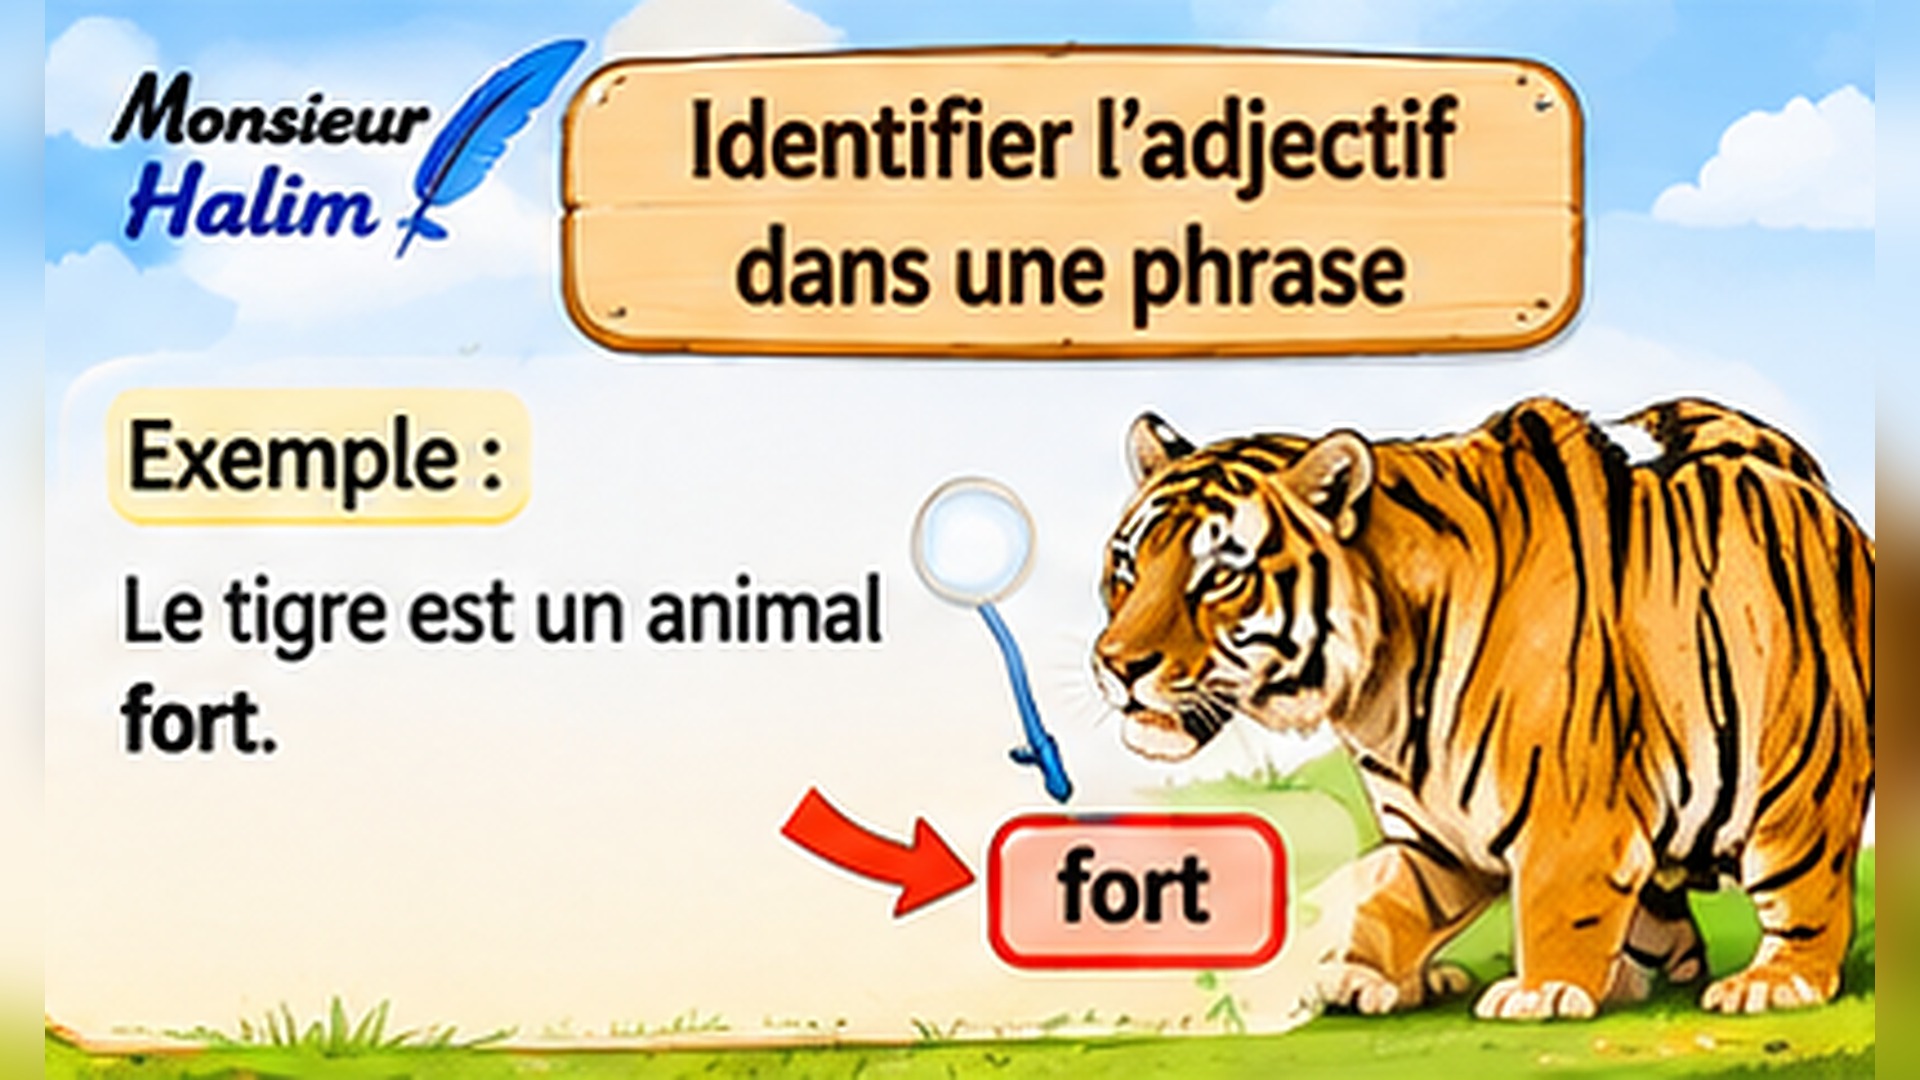 Monsieur
Halim
Identifier l’adjectif
dans une phrase
Exemple :
Le tigre est un animal
fort.
fort